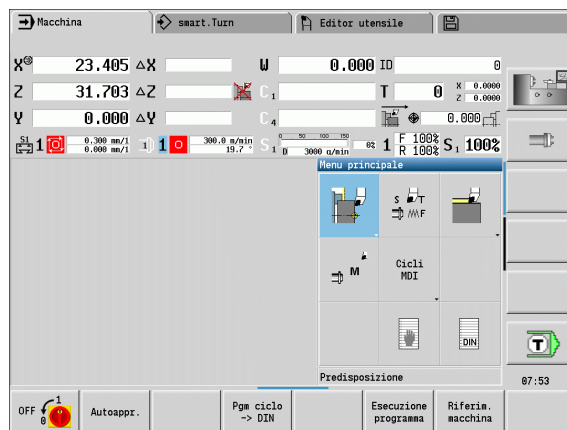 Macchina smart.Turn Editor utensile
X 23.405 ΔX W 0.000 ID 0
Z 31.703 ΔZ C1 T 0 X 0.0000 Z 0.0000
Y 0.000 ΔY C4 0.000
S1 1 0.300 mm/1 0.000 mm/1 1 1 300.0 m/min 19.7 ° S1 0 50 100 150 D 3000 g/min 0% 1 F 100% R 100% S1 100%
Menu principale
S T F
M Cicli MDI
DIN
T
Predisposizione
07:53
OFF 0 1 Autoappr. Pgm ciclo -> DIN Esecuzione programma Riferim. macchina